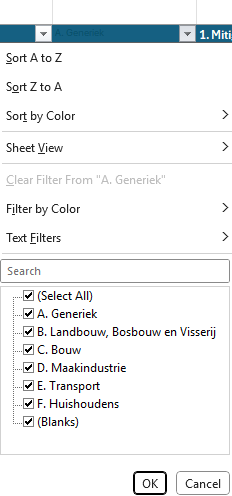 A. Generiek
1. Miti
Sort A to Z
Sort Z to A
Sort by Color
Sheet View
Clear Filter From "A. Generiek"
Filter by Color
Text Filters
Search
(Select All)
A. Generiek
B. Landbouw, Bosbouw en Visserij
C. Bouw
D. Maakindustrie
E. Transport
F. Huishoudens
(Blanks)
OK
Cancel